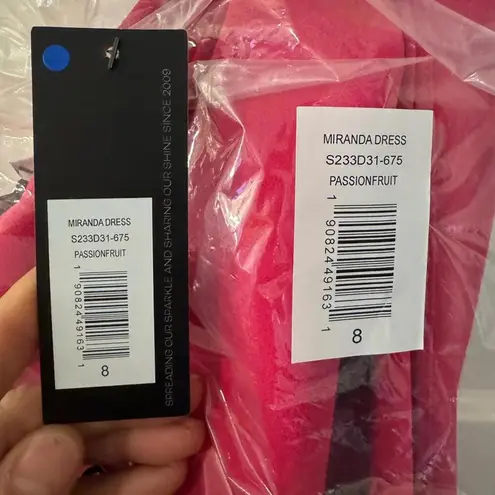 SPREADING OUR SPARKLE AND SHARING OUR SHINE SINCE 2009
MIRANDA DRESS
S233D31-675
PASSIONFRUIT
1 90824 49163 1
8
MIRANDA DRESS
S233D31-675
PASSIONFRUIT
1 90824 49163 1
8